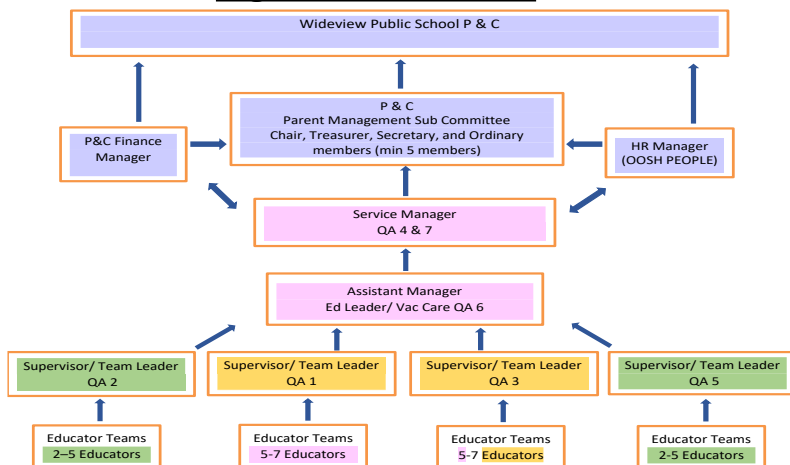 Wideview Public School P & C
P & C
Parent Management Sub Committee
Chair, Treasurer, Secretary, and Ordinary
members (min 5 members)
P&C Finance
Manager
HR Manager
(OOSH PEOPLE)
Service Manager
QA 4 & 7
Assistant Manager
Ed Leader/ Vac Care QA 6
Supervisor/ Team Leader
QA 2
Supervisor/ Team Leader
QA 1
Supervisor/ Team Leader
QA 3
Supervisor/ Team Leader
QA 5
Educator Teams
2–5 Educators
Educator Teams
5-7 Educators
Educator Teams
5-7 Educators
Educator Teams
2-5 Educators